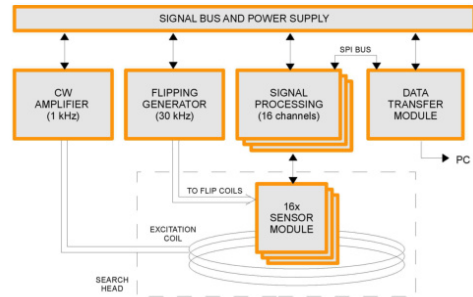 SIGNAL BUS AND POWER SUPPLY
SPI BUS
CW
AMPLIFIER
(1 kHz)
FLIPPING
GENERATOR
(30 kHz)
SIGNAL
PROCESSING
(16 channels)
DATA
TRANSFER
MODULE
PC
TO FLIP COILS
16x
SENSOR
MODULE
EXCITATION
COIL
SEARCH
HEAD